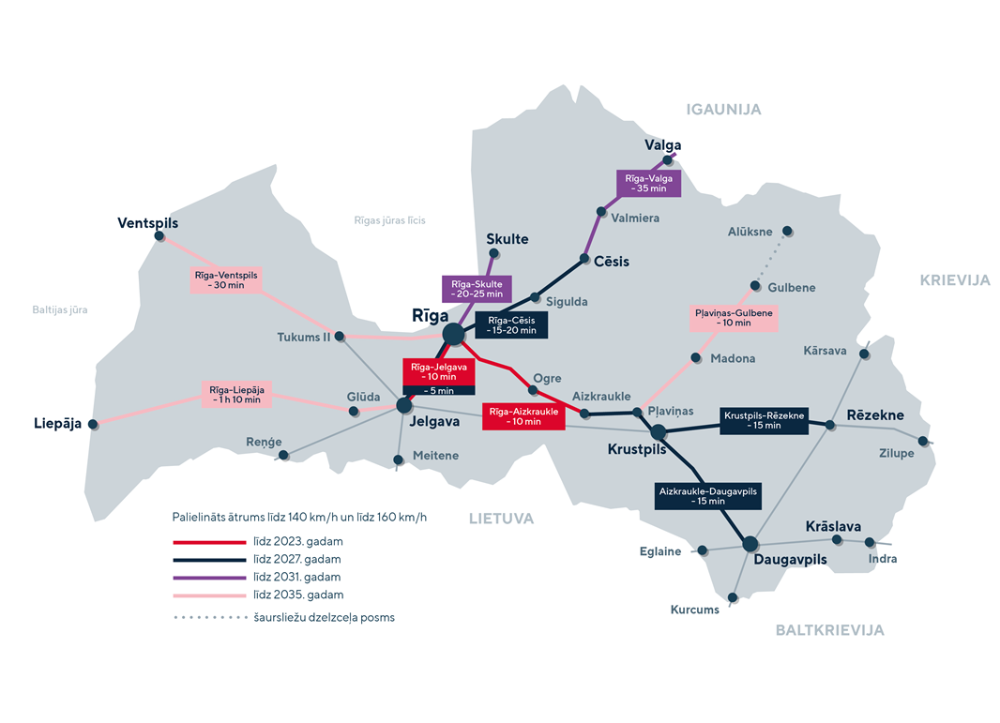 IGAUNIJA
Valga
Rīga-Valga
- 35 min
Valmiera
Rīgas jūras līcis
Ventspils
Alūksne
Skulte
Cēsis
Rīga-Ventspils
- 30 min
KRIEVIJA
Rīga-Skulte
- 20-25 min
Gulbene
Sigulda
Baltijas jūra
Rīga
Rīga-Cēsis
- 15-20 min
Pļaviņas-Gulbene
- 10 min
Tukums II
Kārsava
Madona
Rīga-Jelgava
- 10 min
- 5 min
Ogre
Rīga-Liepāja
- 1 h 10 min
Glūda
Aizkraukle
Pļaviņas
Rīga-Aizkraukle
- 10 min
Krustpils-Rēzekne
- 15 min
Rēzekne
Liepāja
Jelgava
Reņģe
Krustpils
Meitene
Zilupe
Aizkraukle-Daugavpils
- 15 min
LIETUVA
Palielināts ātrums līdz 140 km/h un līdz 160 km/h
līdz 2023. gadam
līdz 2027. gadam
līdz 2031. gadam
līdz 2035. gadam
šaursliežu dzelzceļa posms
Krāslava
Eglaine
Daugavpils
Indra
Kurcums
BALTKRIEVIJA